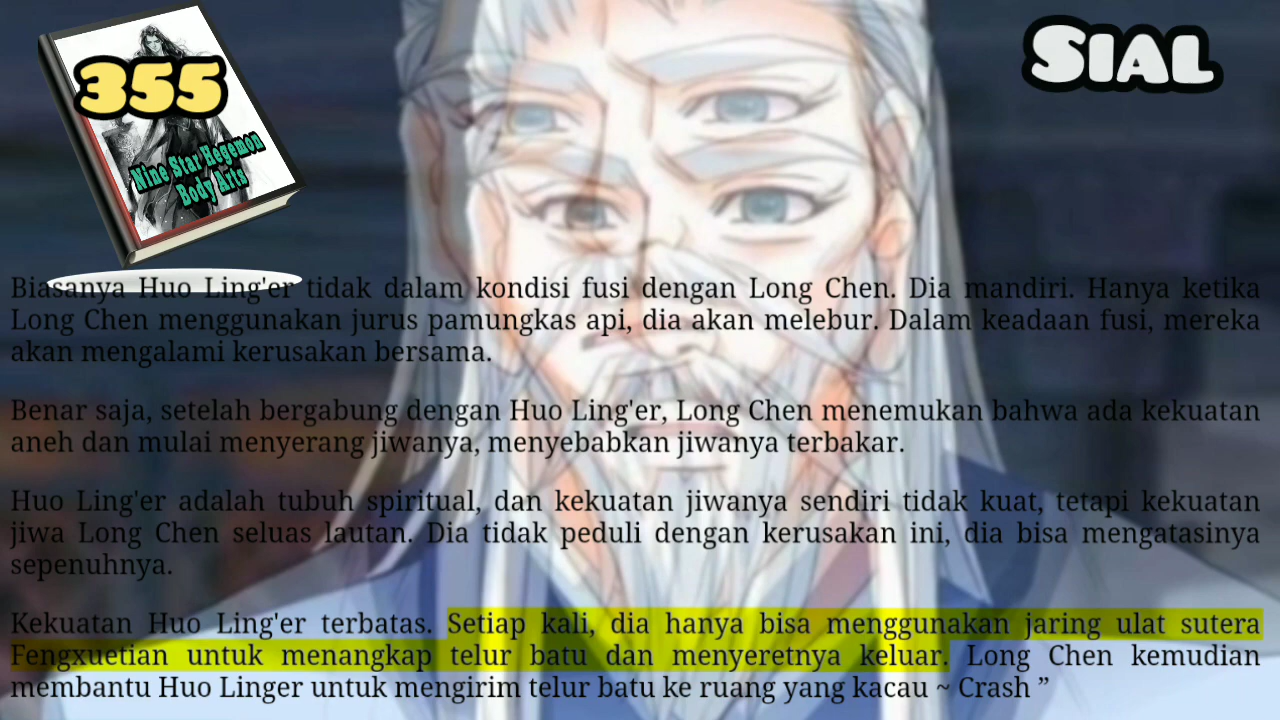 355
Sial
Nine Star Hegemon
Body Arts
Biasanya Huo Ling'er tidak dalam kondisi fusi dengan Long Chen. Dia mandiri. Hanya ketika
Long Chen menggunakan jurus pamungkas api, dia akan melebur. Dalam keadaan fusi, mereka
akan mengalami kerusakan bersama.
Benar saja, setelah bergabung dengan Huo Ling'er, Long Chen menemukan bahwa ada kekuatan
aneh dan mulai menyerang jiwanya, menyebabkan jiwanya terbakar.
Huo Ling'er adalah tubuh spiritual, dan kekuatan jiwanya sendiri tidak kuat, tetapi kekuatan
jiwa Long Chen seluas lautan. Dia tidak peduli dengan kerusakan ini, dia bisa mengatasinya
sepenuhnya.
Kekuatan Huo Ling'er terbatas. Setiap kali, dia hanya bisa menggunakan jaring ulat sutera
Fengxuetian untuk menangkap telur batu dan menyeretnya keluar. Long Chen kemudian
membantu Huo Linger untuk mengirim telur batu ke ruang yang kacau ~ Crash ”